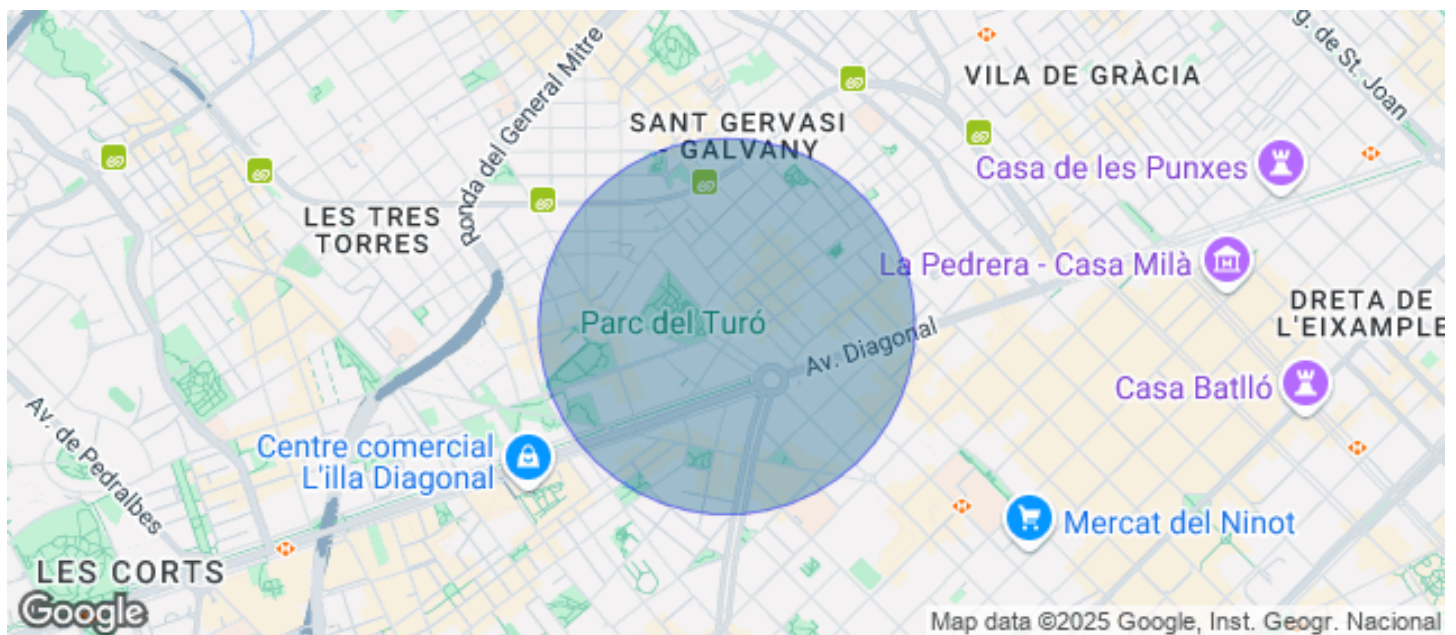 Ronda del General Mitre
VILA DE GRÀCIA
g. de St. Joan
SANT GERVASI
- GALVANY
Casa de les Punxes
LES TRES
TORRES
La Pedrera - Casa Milà
DRETA DE
L'EIXAMPLE
Parc del Turó
Av. Diagonal
Casa Batlló
Av. de Pedralbes
Centre comercial
L'illa Diagonal
Mercat del Ninot
LES CORTS
Google
Map data ©2025 Google, Inst. Geogr. Nacional